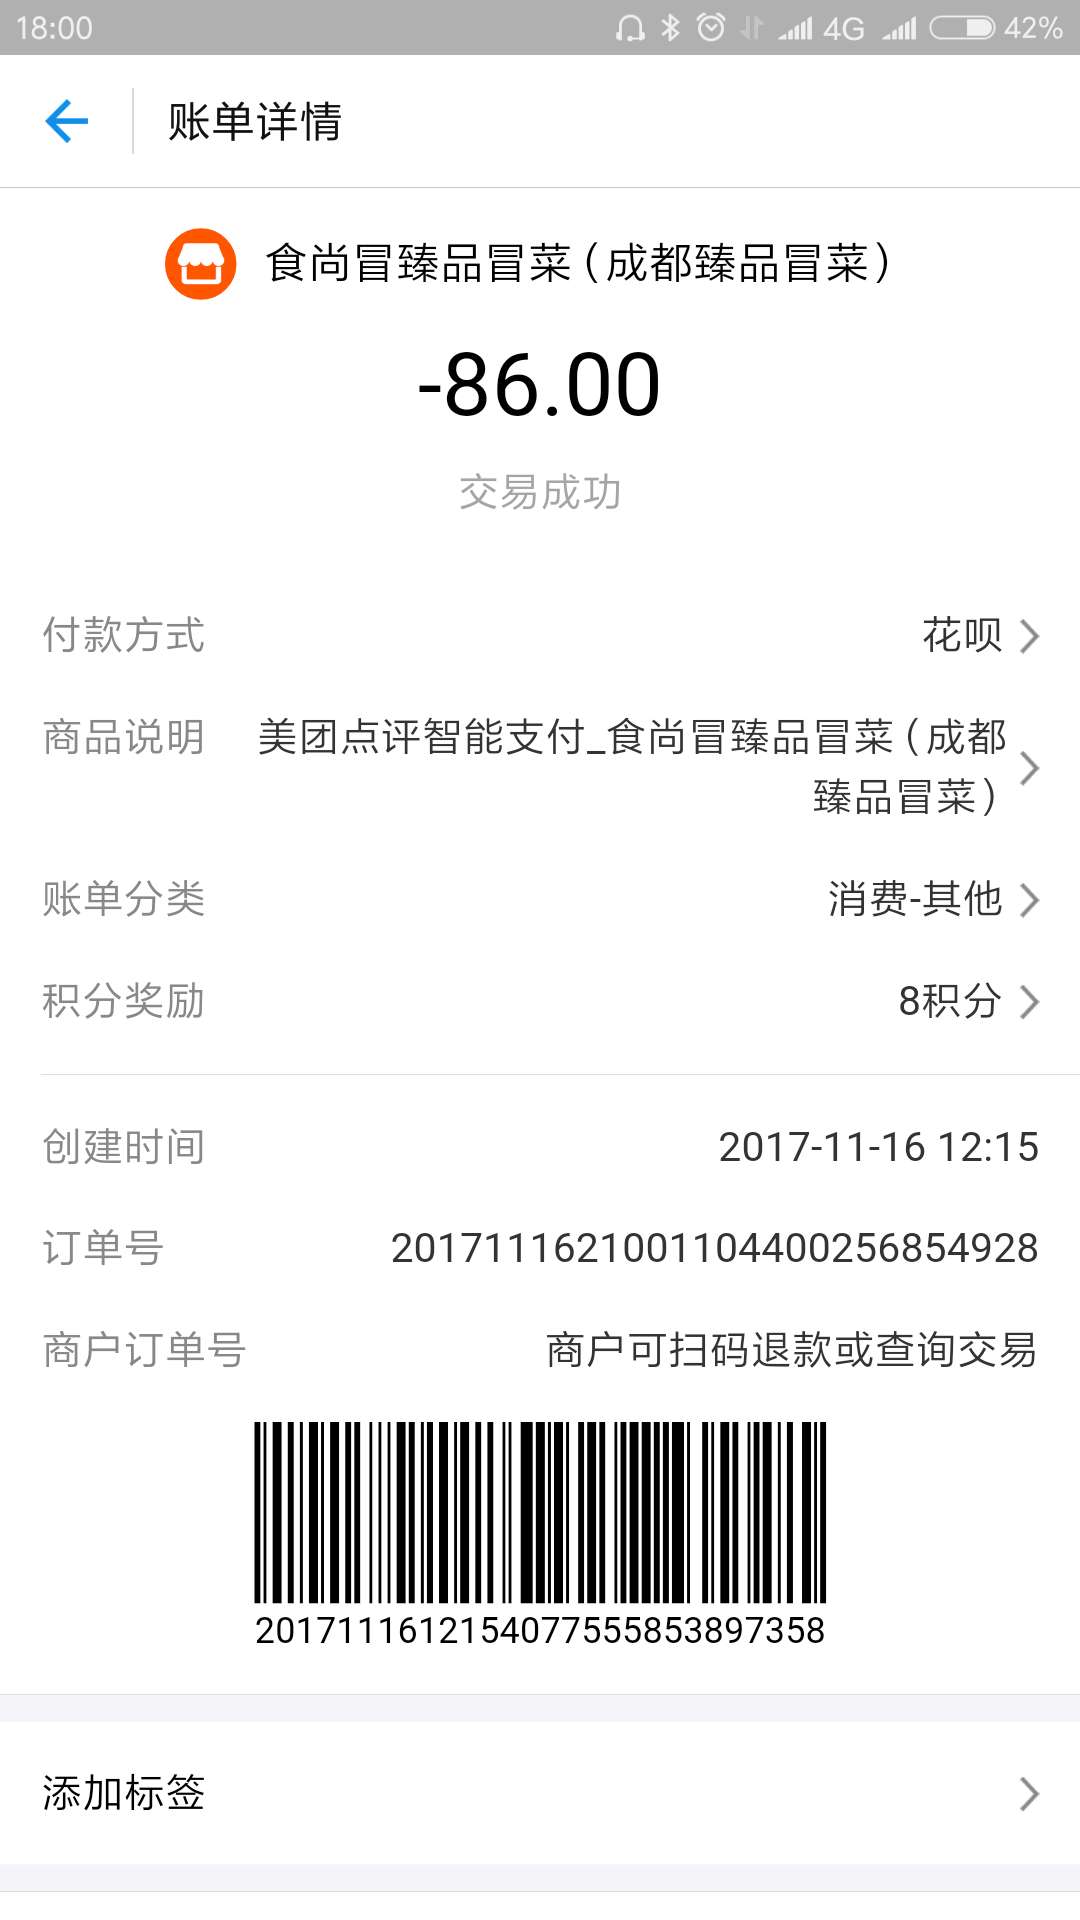 18:00 4G 42%
账单详情
食尚冒臻品冒菜（成都臻品冒菜）
-86.00
交易成功
付款方式 花呗
商品说明 美团点评智能支付_食尚冒臻品冒菜（成都
臻品冒菜）
账单分类 消费-其他
积分奖励 8积分
创建时间 2017-11-16 12:15
订单号 2017111621001104400256854928
商户订单号 商户可扫码退款或查询交易
2017111612154077555853897358
添加标签